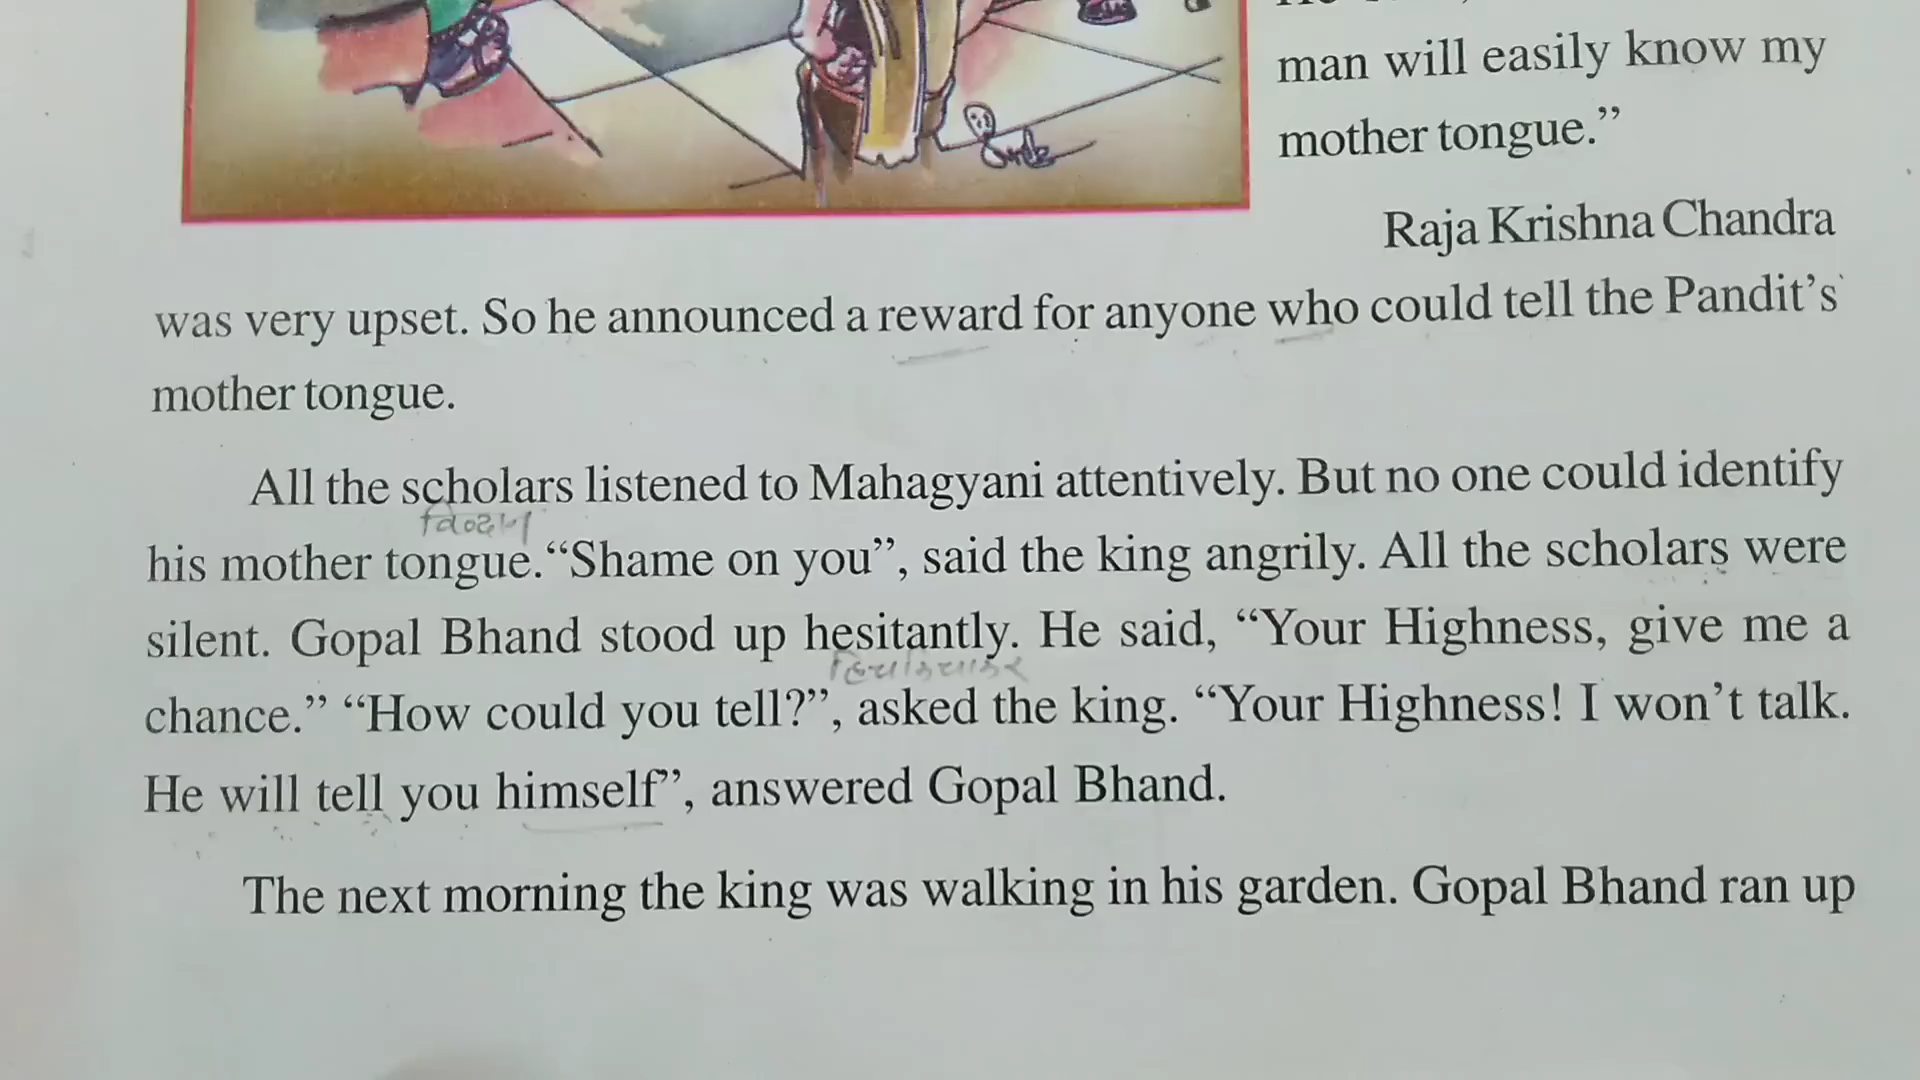 man will easily know my
mother tongue.”
Raja Krishna Chandra
was very upset. So he announced a reward for anyone who could tell the Pandit’s
mother tongue.
All the scholars listened to Mahagyani attentively. But no one could identify
his mother tongue.“Shame on you”, said the king angrily. All the scholars were
silent. Gopal Bhand stood up hesitantly. He said, “Your Highness, give me a
chance.” “How could you tell?”, asked the king. “Your Highness! I won’t talk.
He will tell you himself”, answered Gopal Bhand.
The next morning the king was walking in his garden. Gopal Bhand ran up